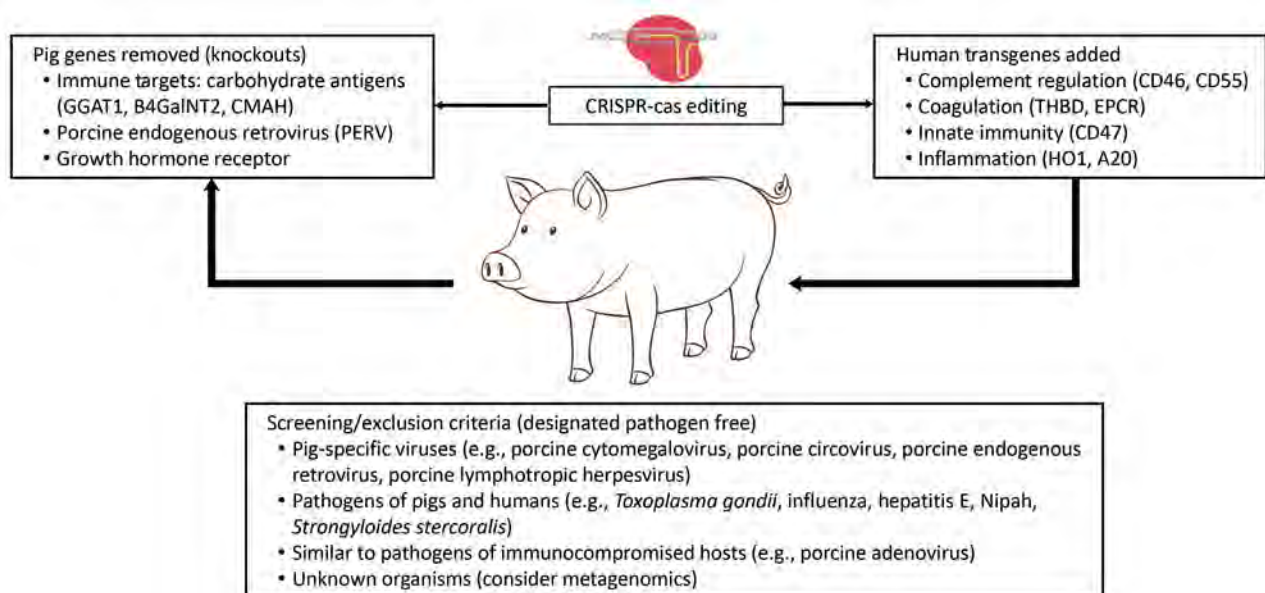 Pig genes removed (knockouts)
• Immune targets: carbohydrate antigens
(GGAT1, B4GalNT2, CMAH)
• Porcine endogenous retrovirus (PERV)
• Growth hormone receptor
CRISPR-cas editing
Human transgenes added
• Complement regulation (CD46, CD55)
• Coagulation (THBD, EPCR)
• Innate immunity (CD47)
• Inflammation (HO1, A20)
Screening/exclusion criteria (designated pathogen free)
• Pig-specific viruses (e.g., porcine cytomegalovirus, porcine circovirus, porcine endogenous
retrovirus, porcine lymphotropic herpesvirus)
• Pathogens of pigs and humans (e.g., Toxoplasma gondii, influenza, hepatitis E, Nipah,
Strongyloides stercoralis)
• Similar to pathogens of immunocompromised hosts (e.g., porcine adenovirus)
• Unknown organisms (consider metagenomics)